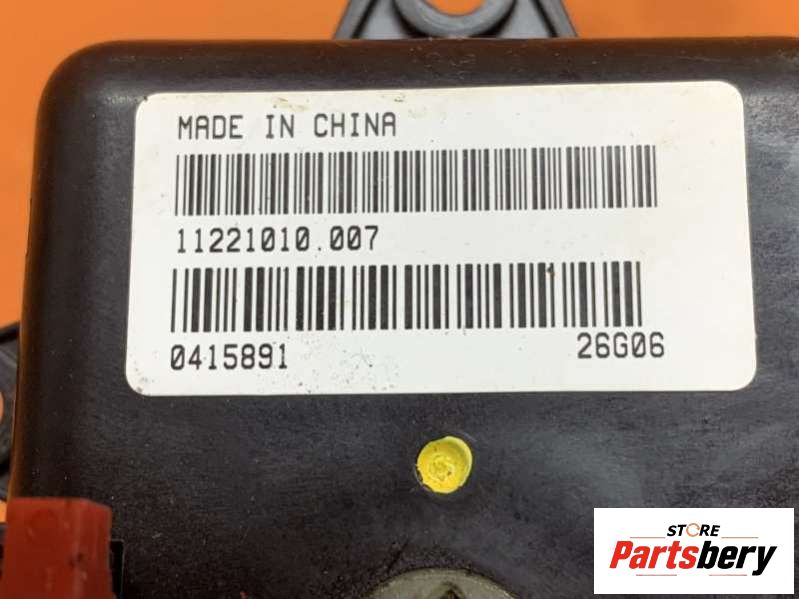 MADE IN CHINA
11221010.007
0415891 26G06
STORE
Partsbery